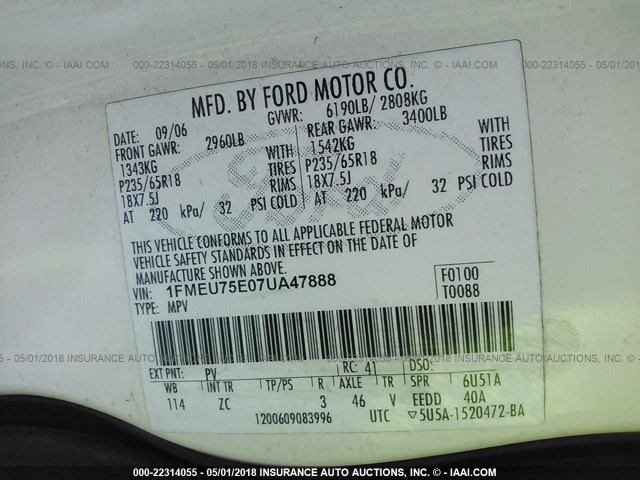 000-22314055 - 05/01/2018 INSURANCE AUTO AUCTIONS, INC. - © IAAI.COM
MFD. BY FORD MOTOR CO.
DATE: 09/06 GVWR: 6190LB/ 2808KG
FRONT GAWR: 2960LB REAR GAWR: 3400LB
1343KG WITH 1542KG WITH
P235/65R18 TIRES P235/65R18 TIRES
18X7.5J RIMS 18X7.5J RIMS
AT 220 kPa/ 32 PSI COLD AT 220 kPa/ 32 PSI COLD
Ford
THIS VEHICLE CONFORMS TO ALL APPLICABLE FEDERAL MOTOR
VEHICLE SAFETY STANDARDS IN EFFECT ON THE DATE OF
MANUFACTURE SHOWN ABOVE.
VIN: 1FMEU75E07UA47888 F0100
TYPE: MPV T0088
EXT PNT: PV RC: 41 DSO:
WB INT TR TP/PS R AXLE TR SPR 6U51A
114 ZC 3 46 V EEDD 40A
1200609083996 UTC ▽5U5A-1520472-BA
000-22314055 - 05/01/2018 INSURANCE AUTO AUCTIONS, INC. - © IAAI.COM